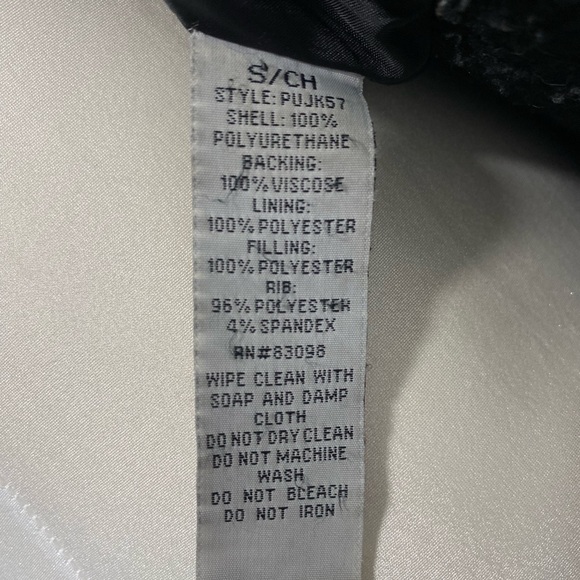 S/CH
STYLE: PUJK57
SHELL: 100%
POLYURETHANE
BACKING:
100% VISCOSE
LINING:
100% POLYESTER
FILLING:
100% POLYESTER
RIB:
96% POLYESTER
4% SPANDEX
RN#83098
WIPE CLEAN WITH
SOAP AND DAMP
CLOTH
DO NOT DRY CLEAN
DO NOT MACHINE
WASH
DO NOT BLEACH
DO NOT IRON